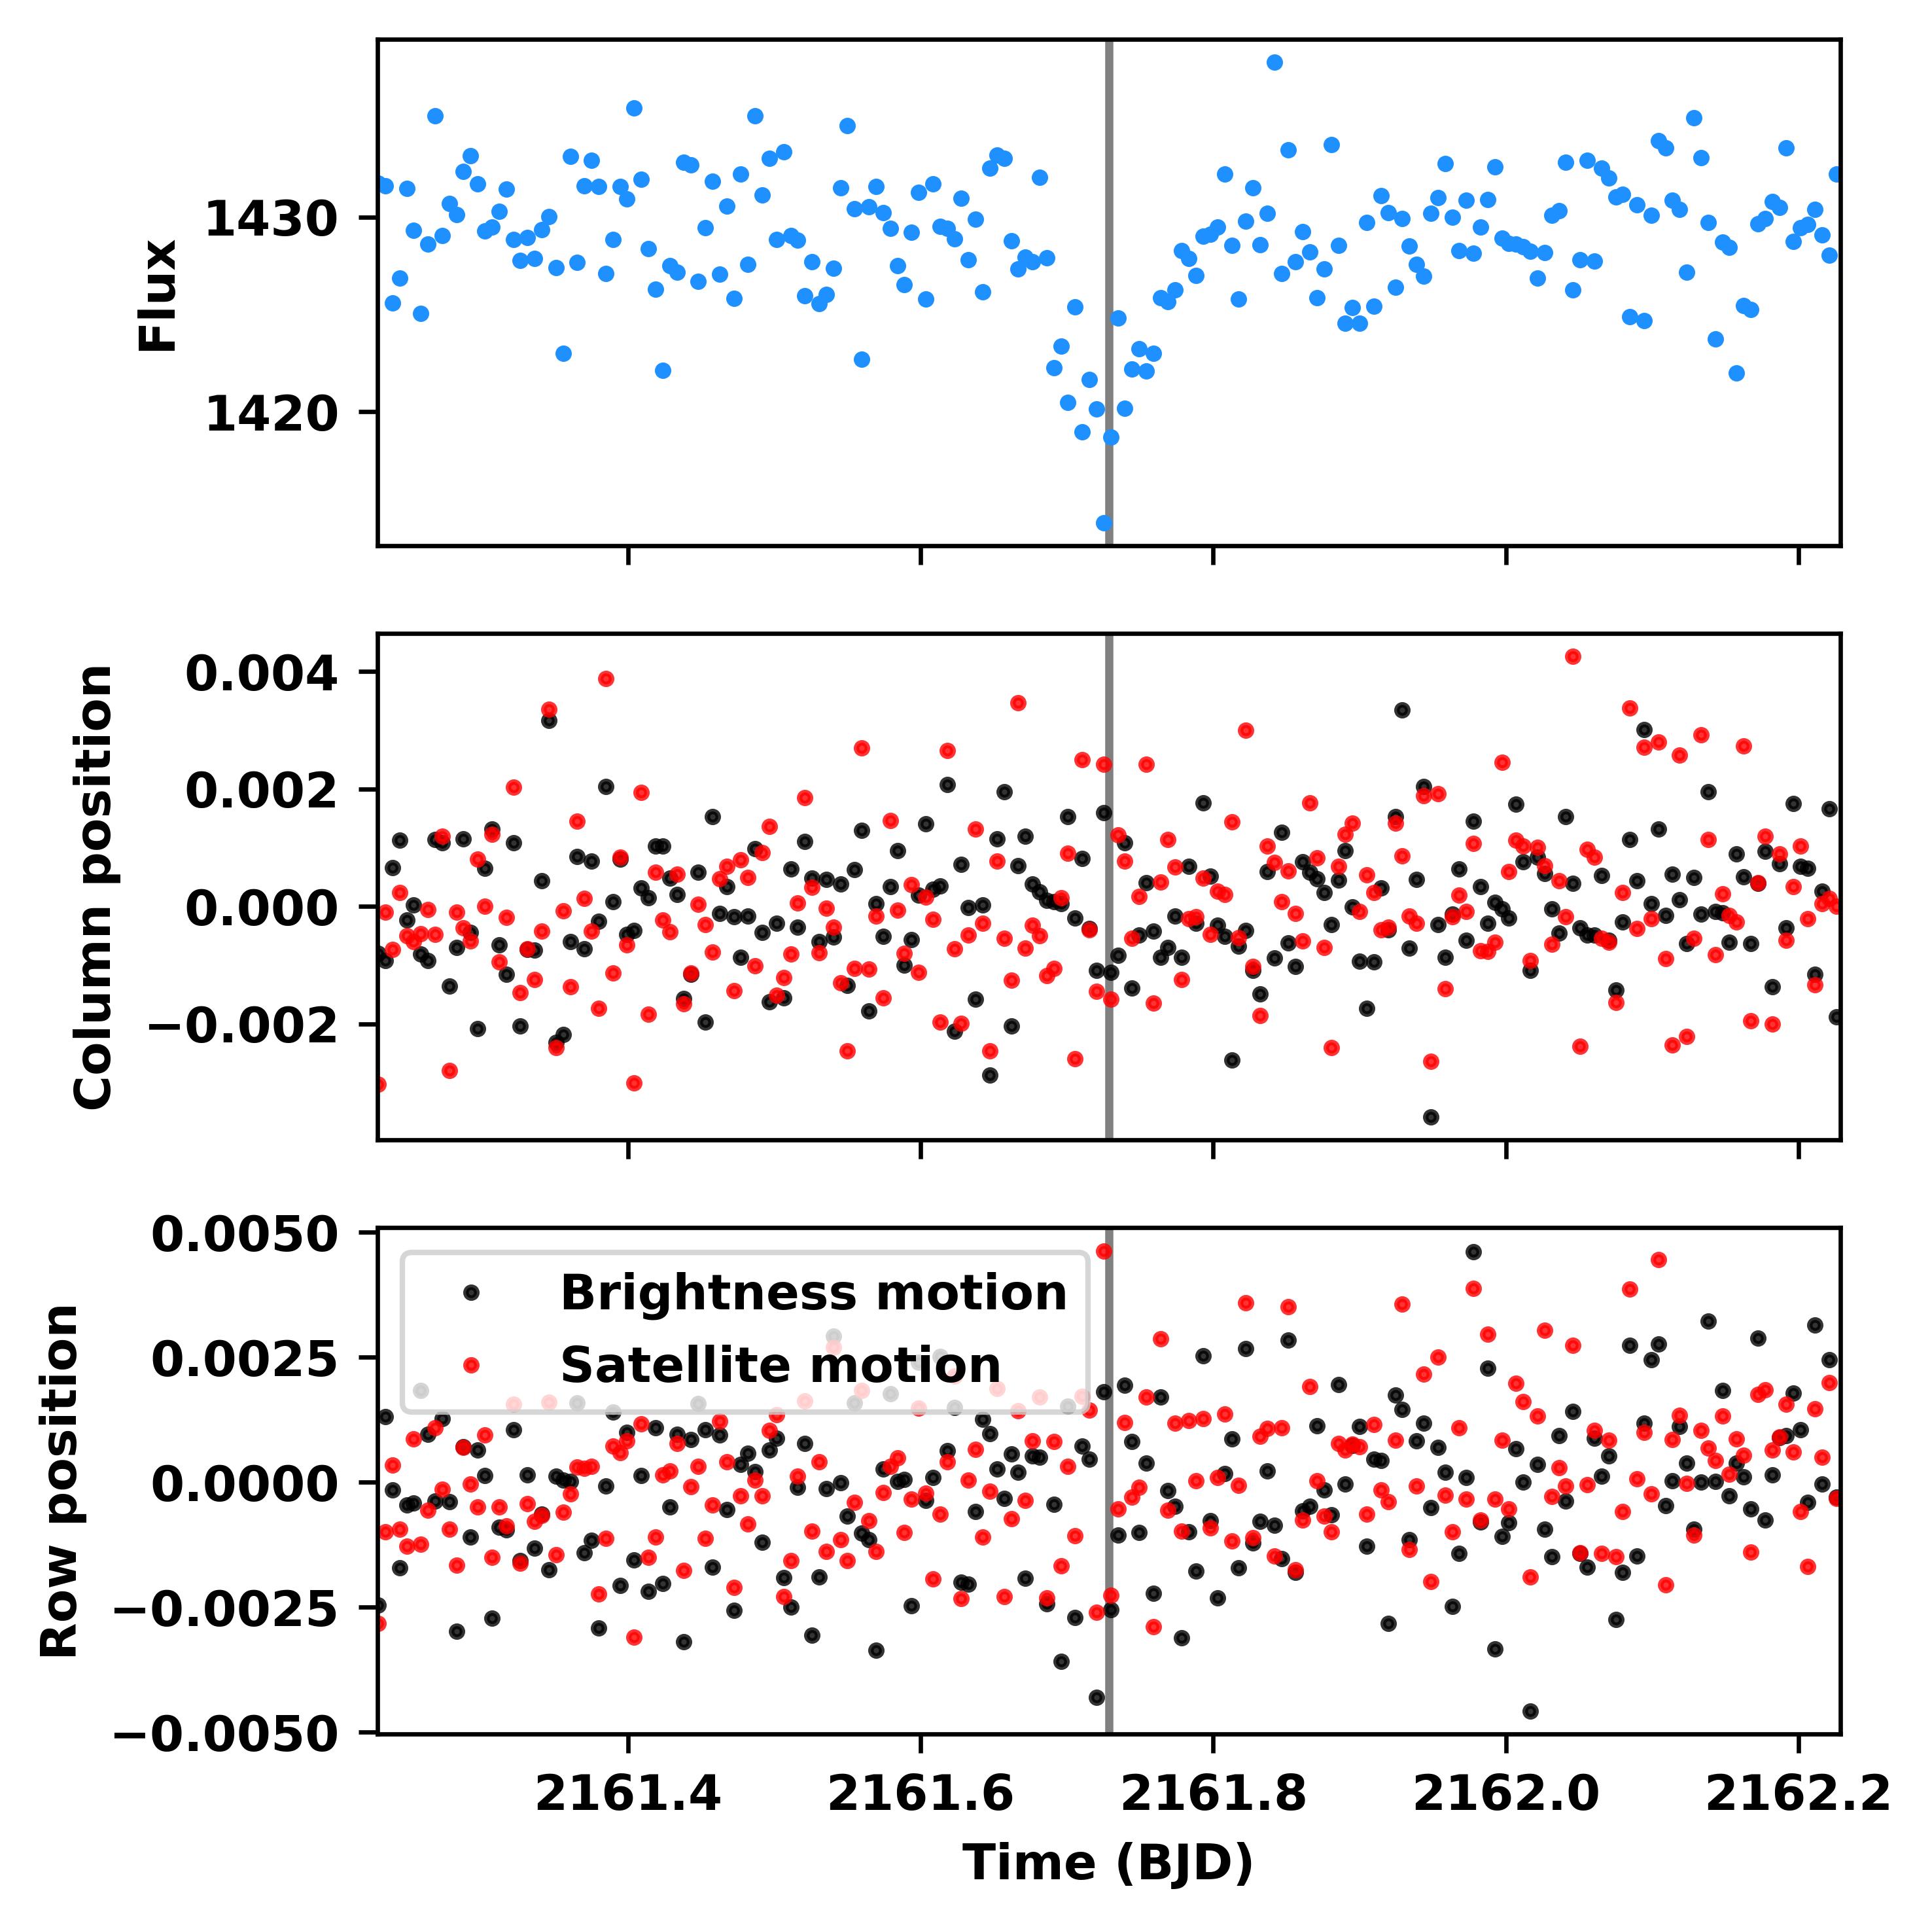 Flux
1430
1420
Column position
0.004
0.002
0.000
−0.002
Row position
0.0050
0.0025
0.0000
−0.0025
−0.0050
Brightness motion
Satellite motion
2161.4 2161.6 2161.8 2162.0 2162.2
Time (BJD)